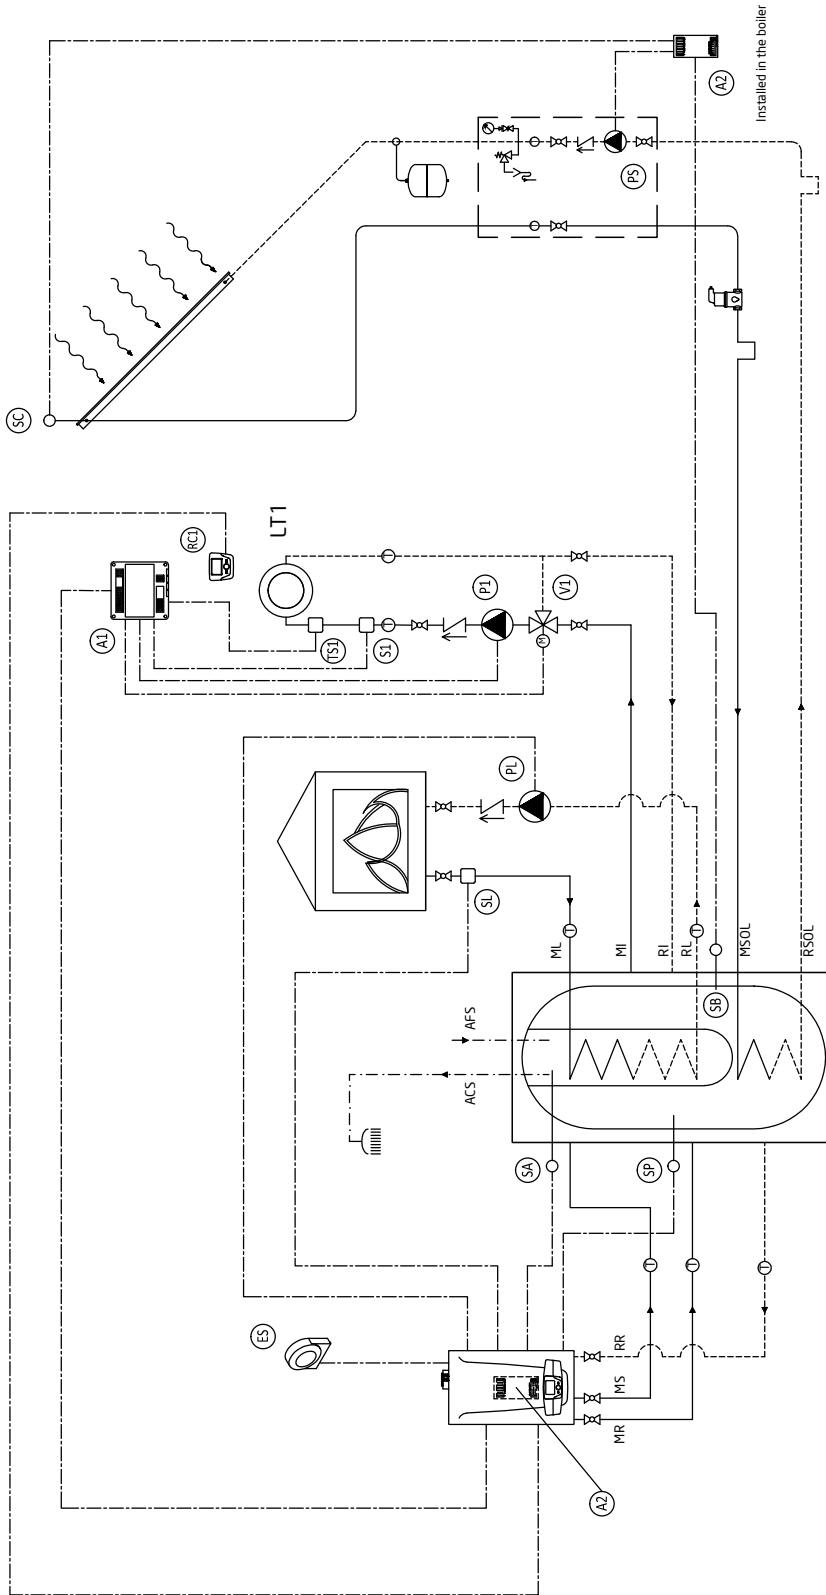 Installed in the boiler
A2
PS
SC
RC1
A1
LT1
TS1
S1
P1
V1
M
T
T
PL
SL
ML
MI
RI
RL
MSOL
RSOL
T
T
SB
AFS
ACS
SA
SP
ES
T
T
T
RR
MS
MR
A2